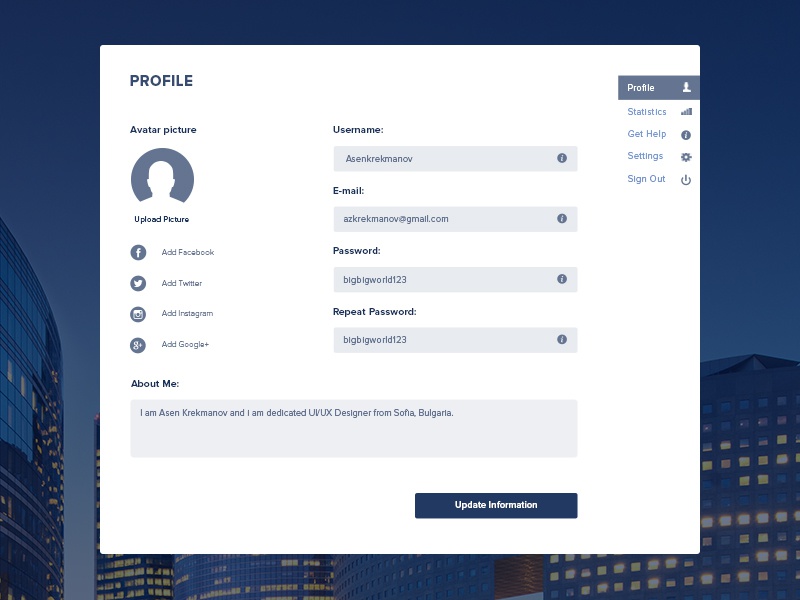 PROFILE
Profile
Statistics
Get Help
Settings
Sign Out
Avatar picture
Upload Picture
Add Facebook
Add Twitter
Add Instagram
Add Google+
Username:
Asenkrekmanov
E-mail:
azkrekmanov@gmail.com
Password:
bigbigworld123
Repeat Password:
bigbigworld123
About Me:
I am Asen Krekmanov and i am dedicated UI/UX Designer from Sofia, Bulgaria.
Update Information